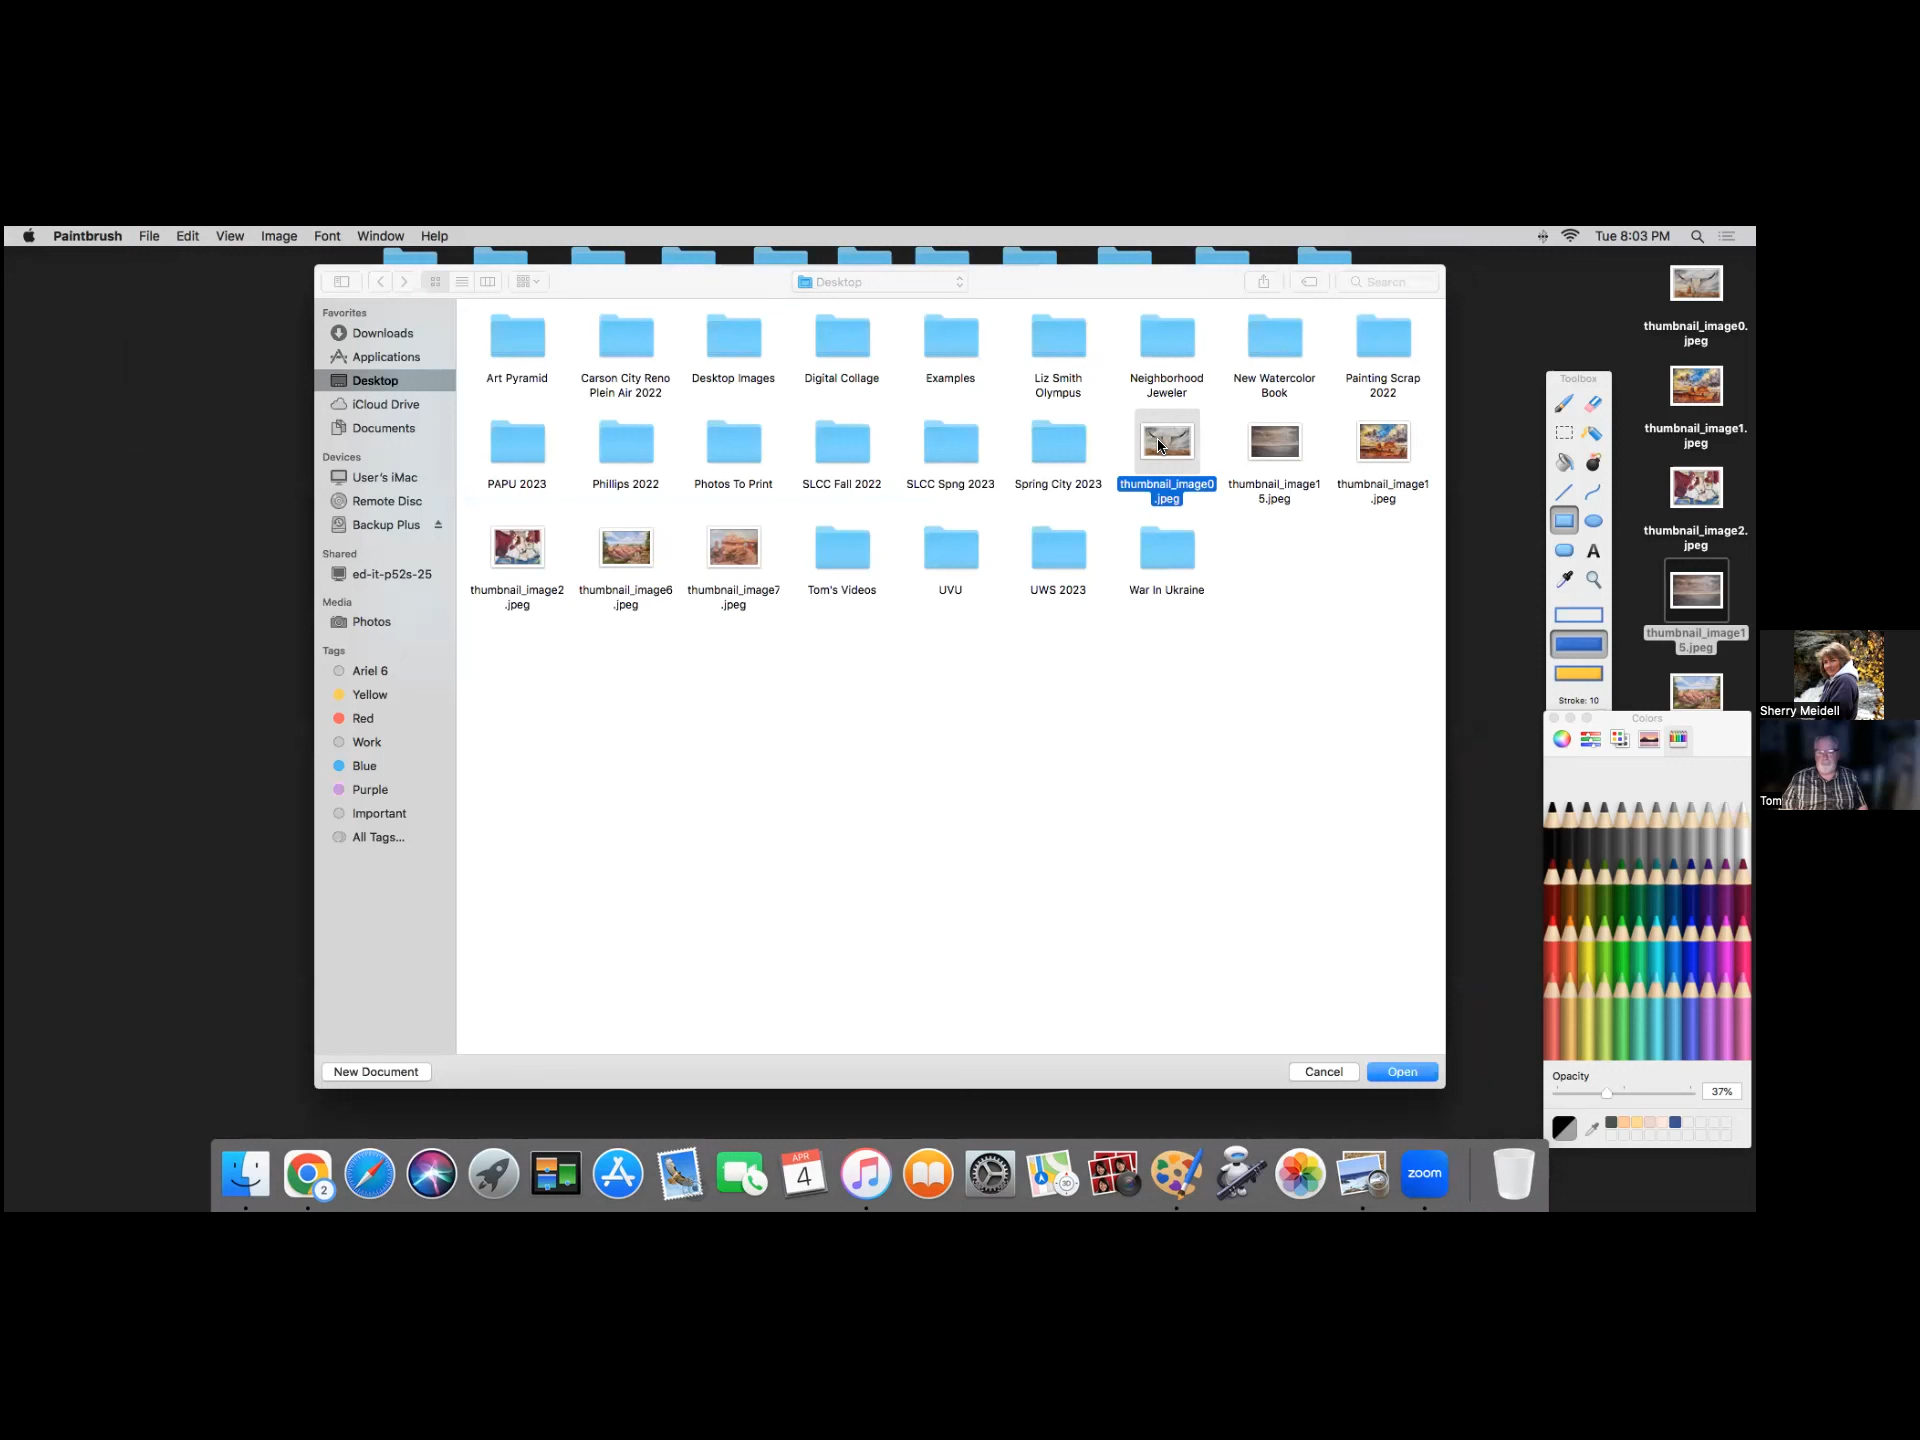 Paintbrush File Edit View Image Font Window Help
Tue 8:03 PM
Desktop
Search
Favorites
Downloads
Applications
Desktop
iCloud Drive
Documents
Devices
User's iMac
Remote Disc
Backup Plus
Shared
ed-it-p52s-25
Media
Photos
Tags
Ariel 6
Yellow
Red
Work
Blue
Purple
Important
All Tags...
Art Pyramid
Carson City Reno
Plein Air 2022
Desktop Images
Digital Collage
Examples
Liz Smith
Olympus
Neighborhood
Jeweler
New Watercolor
Book
Painting Scrap
2022
PAPU 2023
Phillips 2022
Photos To Print
SLCC Fall 2022
SLCC Spng 2023
Spring City 2023
thumbnail_image0
.jpeg
thumbnail_image1
5.jpeg
thumbnail_image1
.jpeg
thumbnail_image2
.jpeg
thumbnail_image6
.jpeg
thumbnail_image7
.jpeg
Tom's Videos
UVU
UWS 2023
War In Ukraine
New Document
Cancel
Open
thumbnail_image0.
jpeg
thumbnail_image1.
jpeg
thumbnail_image2.
jpeg
thumbnail_image1
5.jpeg
Toolbox
A
Stroke: 10
Colors
Opacity
37%
Sherry Meidell
Tom
2
APR
4
3D
zoom